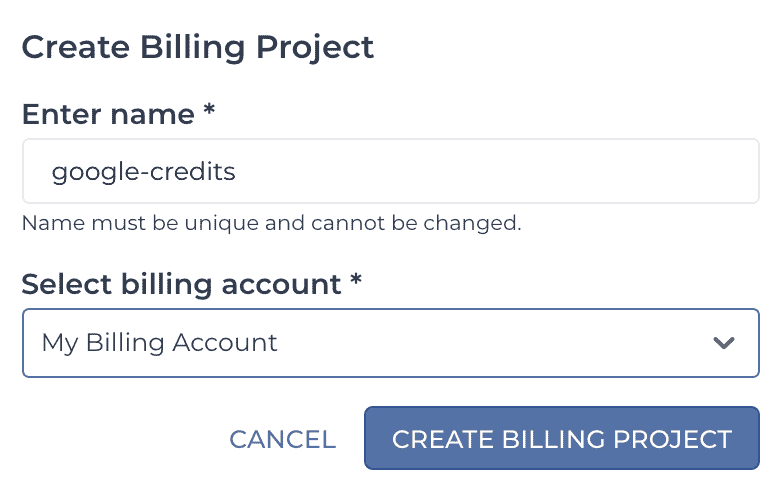 Create Billing Project
Enter name *
google-credits
Name must be unique and cannot be changed.
Select billing account *
My Billing Account
CANCEL
CREATE BILLING PROJECT